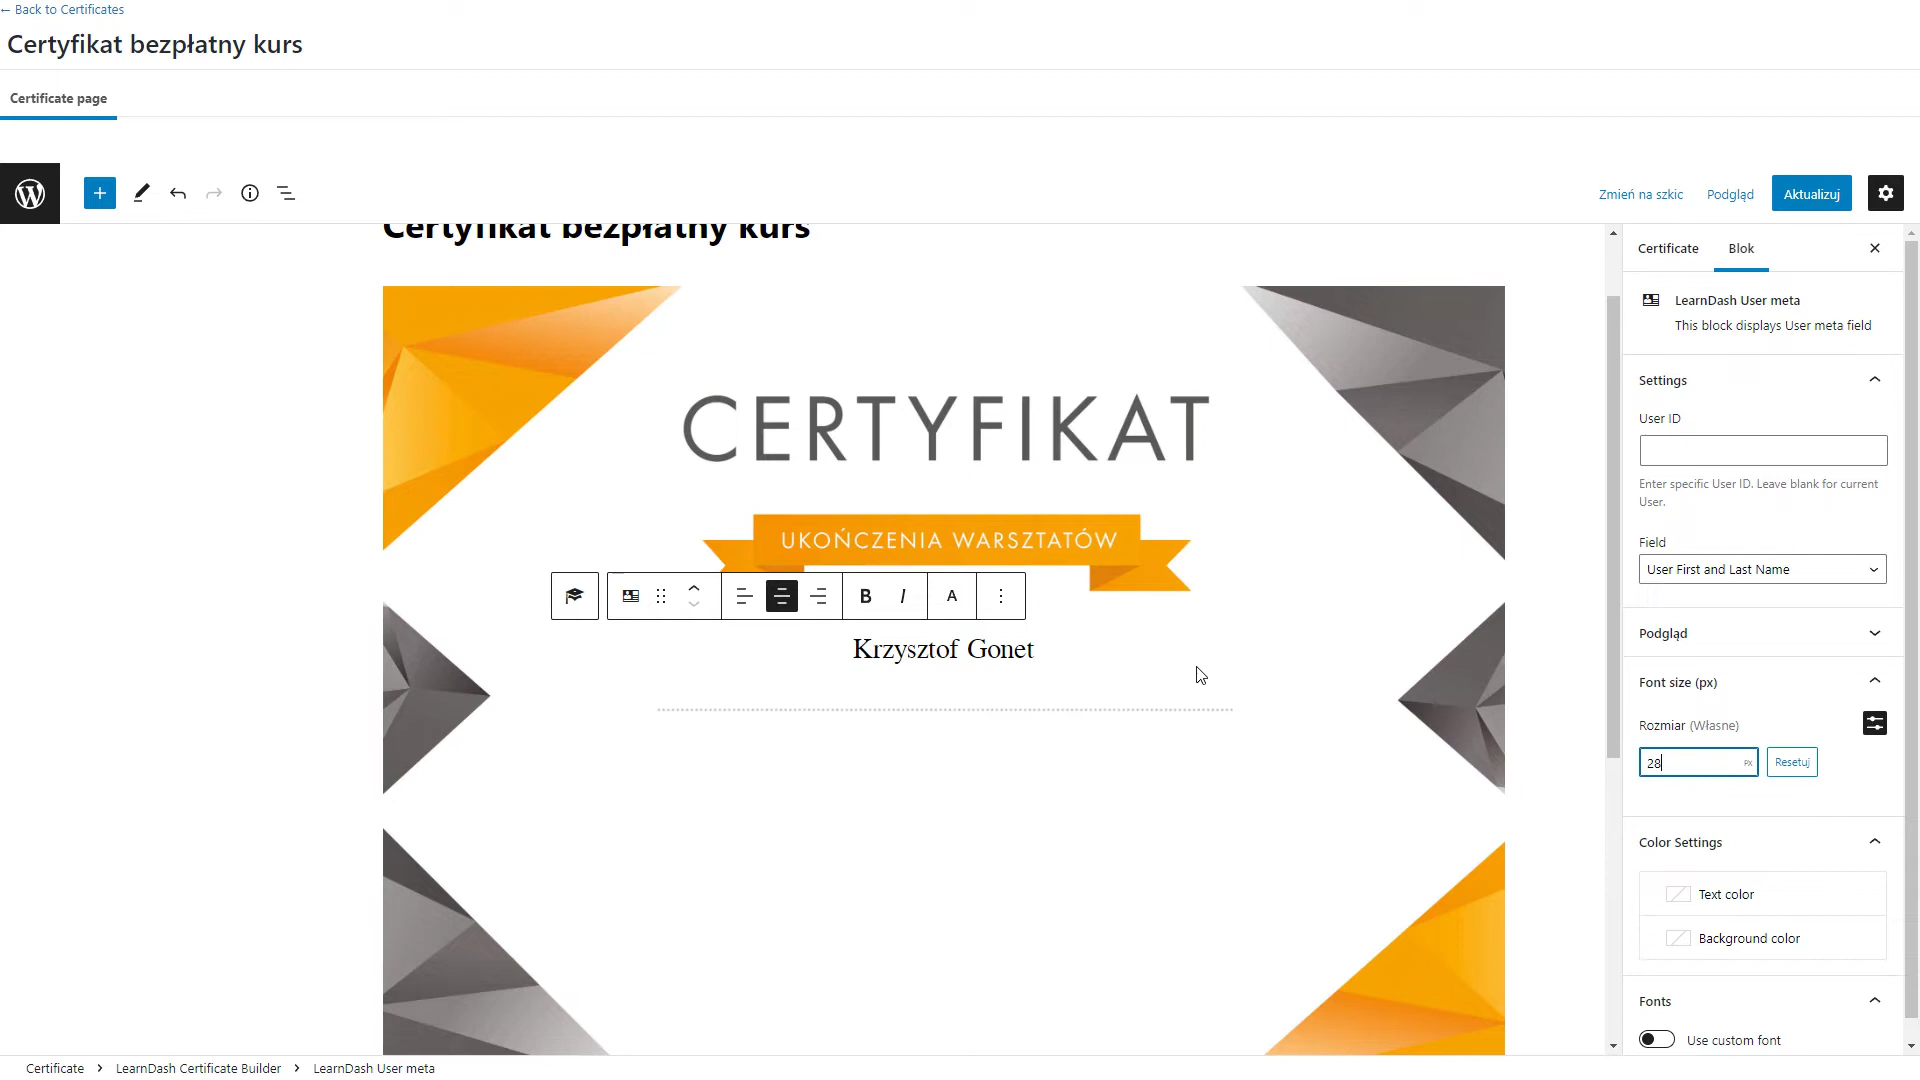 ← Back to Certificates
Certyfikat bezpłatny kurs
Certificate page
Zmień na szkic
Podgląd
Aktualizuj
Certyfikat bezpłatny kurs
CERTYFIKAT
UKOŃCZENIA WARSZTATÓW
B I A
Krzysztof Gonet
Certificate
Blok
LearnDash User meta
This block displays User meta field
Settings
User ID
Enter specific User ID. Leave blank for current
User.
Field
User First and Last Name
Podgląd
Font size (px)
Rozmiar (Własne)
28 PX
Resetuj
Color Settings
Text color
Background color
Fonts
Use custom font
Certificate > LearnDash Certificate Builder > LearnDash User meta